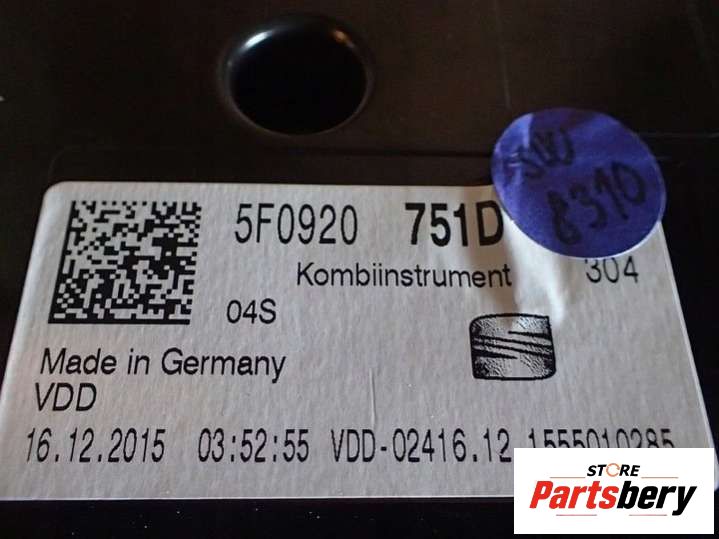 5F0920 751D
Kombiinstrument 304
04S
Made in Germany
VDD
16.12.2015 03:52:55 VDD-02416.12 1555010285
8310
STORE
Partsbery